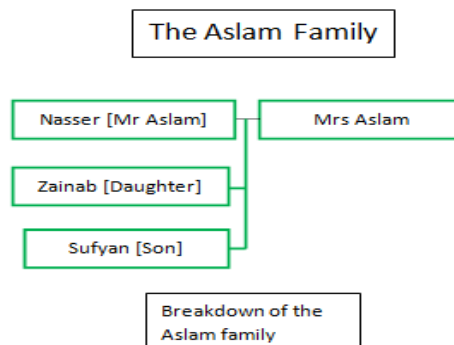 The Aslam Family
Nasser [Mr Aslam]
Mrs Aslam
Zainab [Daughter]
Sufyan [Son]
Breakdown of the
Aslam family